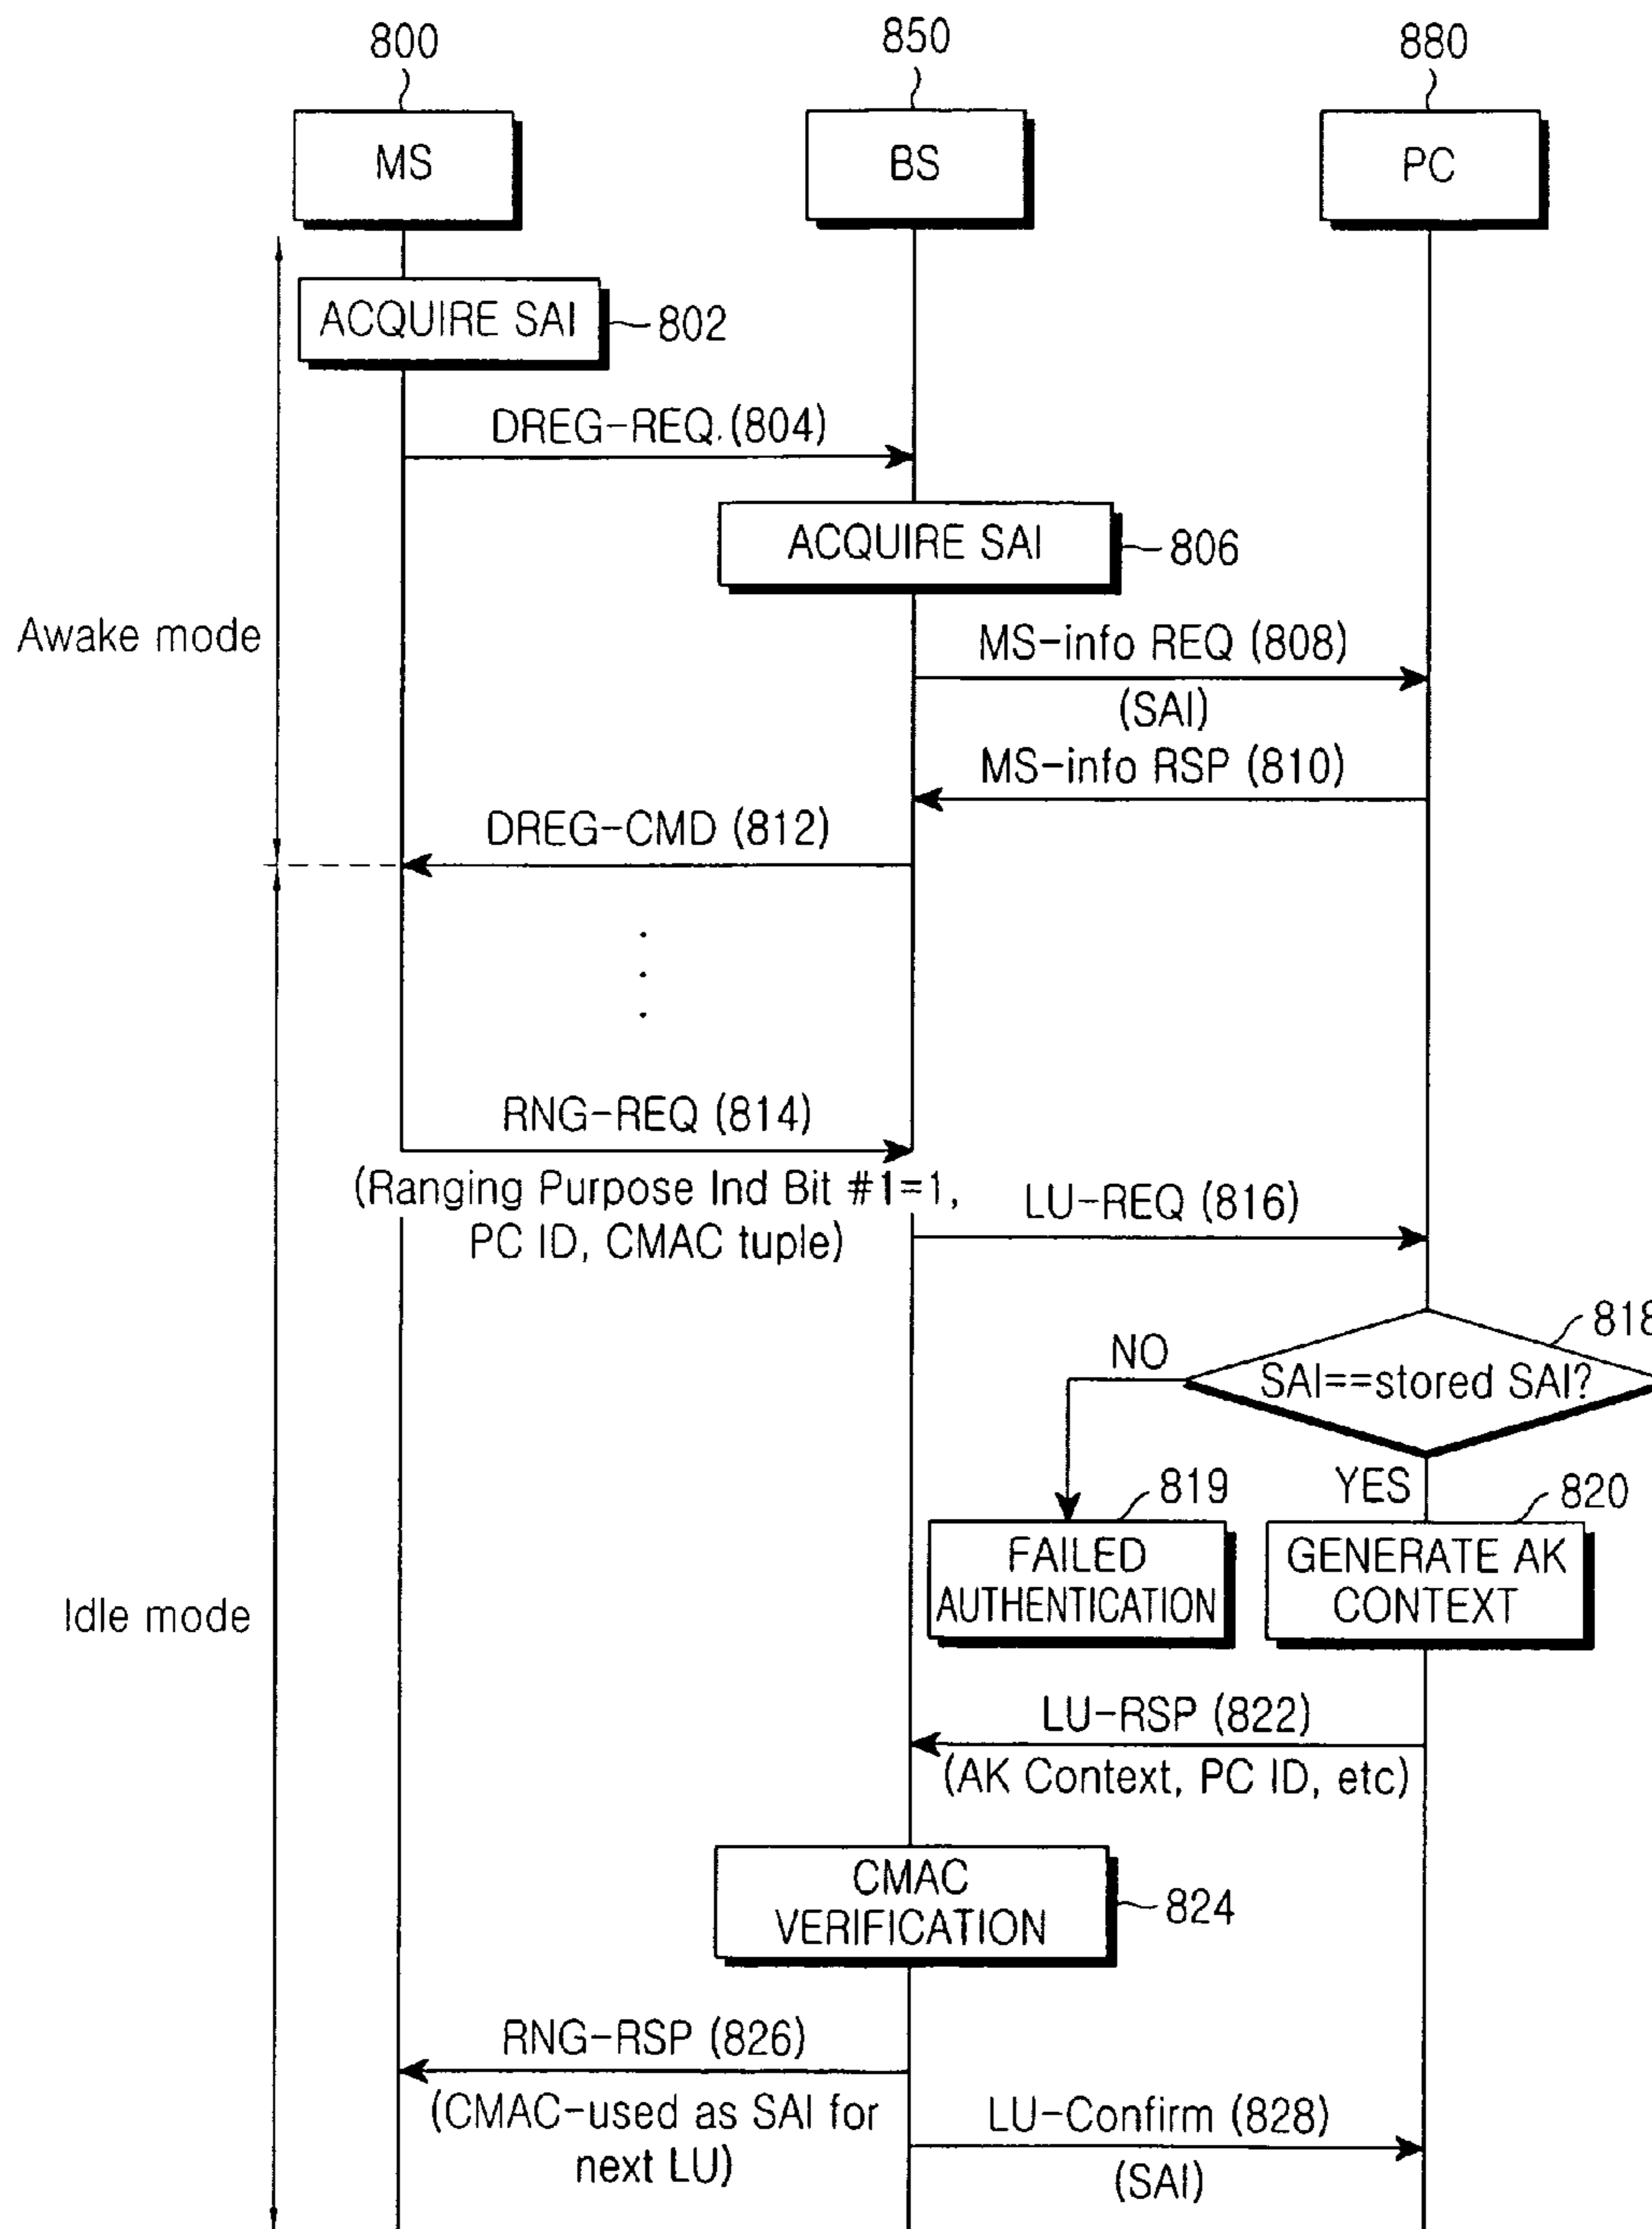 800
850
880
MS
BS
PC
ACQUIRE SAI
802
DREG-REQ.(804)
ACQUIRE SAI
806
Awake mode
MS-info REQ (808)
(SAI)
MS-info RSP (810)
DREG-CMD (812)
RNG-REQ (814)
(Ranging Purpose Ind Bit #1=1,
PC ID, CMAC tuple)
LU-REQ (816)
818
NO
SAI==stored SAI?
YES
819
820
FAILED
AUTHENTICATION
GENERATE AK
CONTEXT
Idle mode
LU-RSP (822)
(AK Context, PC ID, etc)
CMAC
VERIFICATION
824
RNG-RSP (826)
(CMAC-used as SAI for
next LU)
LU-Confirm (828)
(SAI)